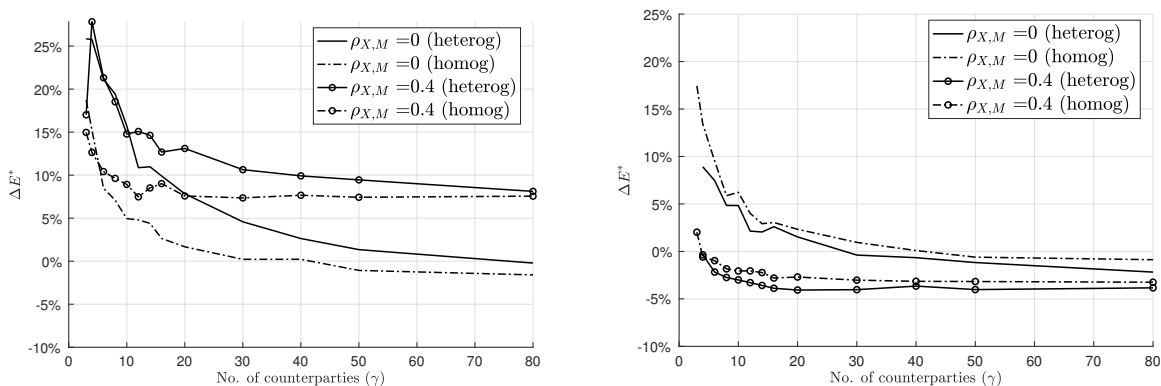 25%
20%
15%
10%
5%
0%
-5%
-10%
ΔE*
0 10 20 30 40 50 60 70 80
No. of counterparties (γ)
ρX,M =0 (heterog)
ρX,M =0 (homog)
ρX,M =0.4 (heterog)
ρX,M =0.4 (homog)
25%
20%
15%
10%
5%
0%
-5%
-10%
ΔE*
0 10 20 30 40 50 60 70 80
No. of counterparties (γ)
ρX,M =0 (heterog)
ρX,M =0 (homog)
ρX,M =0.4 (heterog)
ρX,M =0.4 (homog)